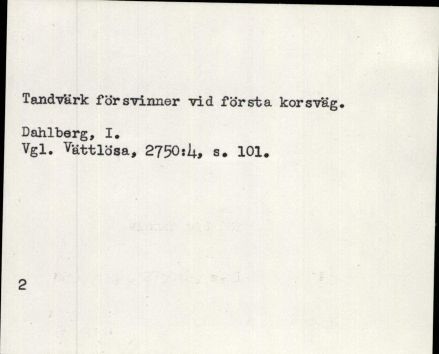 Tandvärk försvinner vid första korsväg.
Dahlberg, I.
Vgl. Vättlösa, 2750:4, s. 101.
2